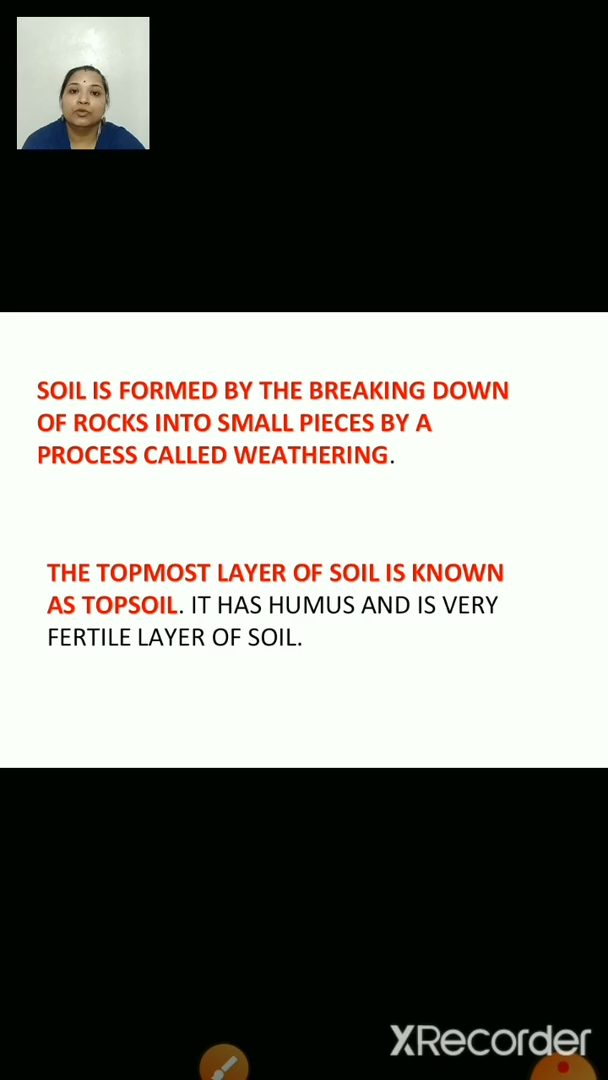 SOIL IS FORMED BY THE BREAKING DOWN
OF ROCKS INTO SMALL PIECES BY A
PROCESS CALLED WEATHERING.
THE TOPMOST LAYER OF SOIL IS KNOWN
AS TOPSOIL. IT HAS HUMUS AND IS VERY
FERTILE LAYER OF SOIL.
XRecorder